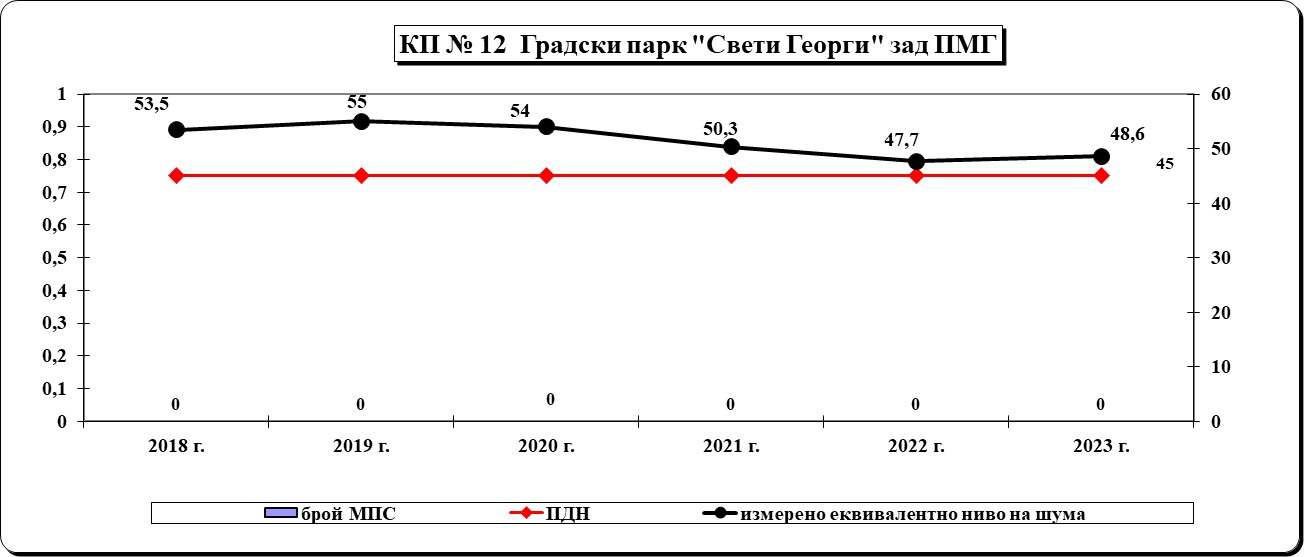 КП № 12 Градски парк "Свети Георги" зад ПМГ
1 53,5 55 54 50,3 47,7 48,6 60
0,9 50
0,8 45
0,7 40
0,6
0,5 30
0,4
0,3 20
0,2
0,1 10
0 0 0 0 0 0 0 0
2018 г. 2019 г. 2020 г. 2021 г. 2022 г. 2023 г.
брой МПС ПДН измерено еквивалентно ниво на шума